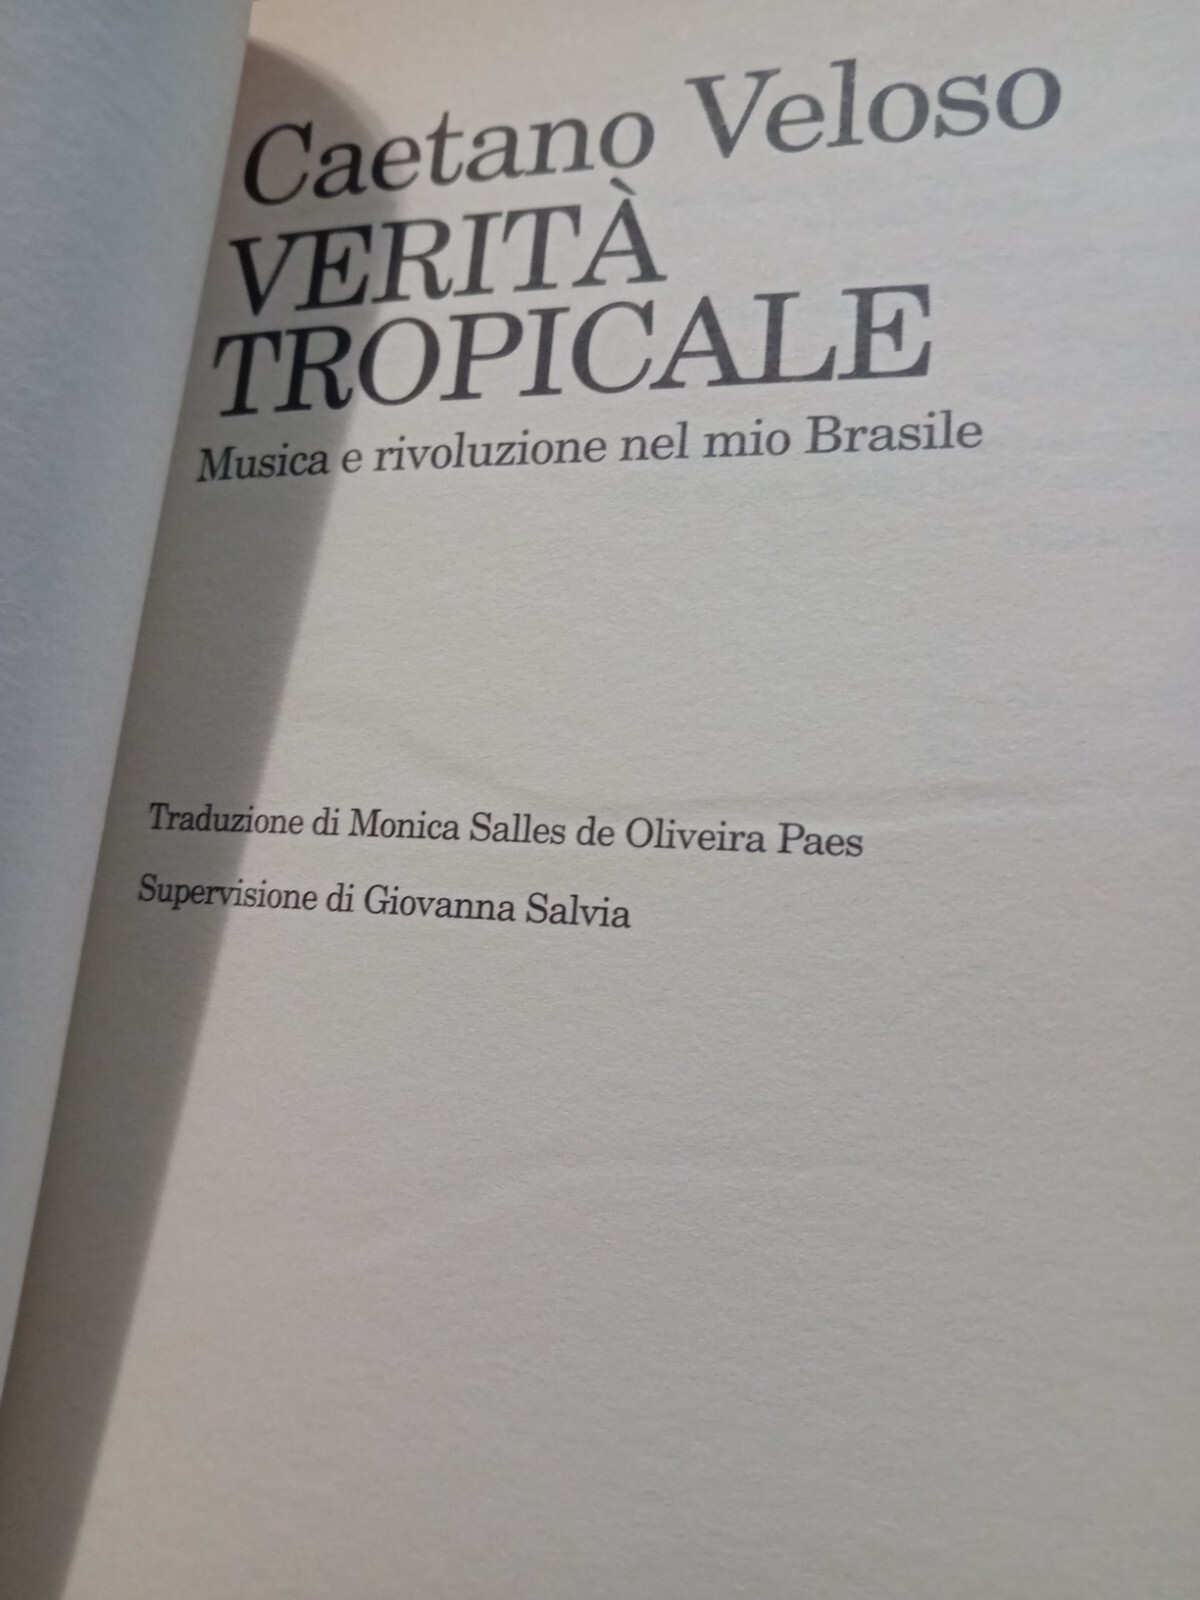 Caetano Veloso
VERITÀ
TROPICALE
Musica e rivoluzione nel mio Brasile
Traduzione di Monica Salles de Oliveira Paes
Supervisione di Giovanna Salvia